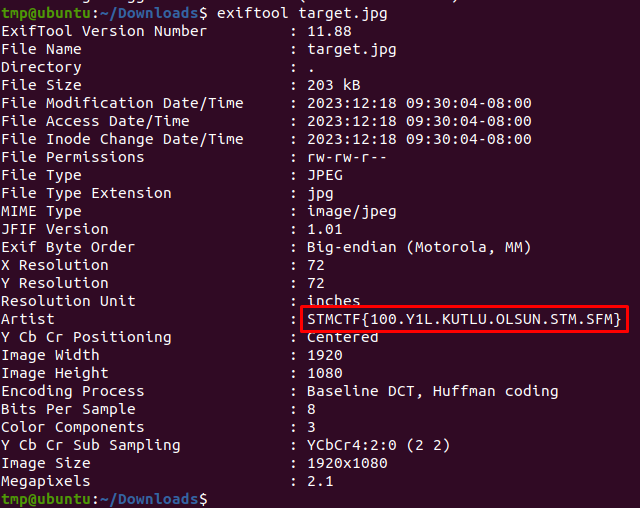 tmp@ubuntu:~/Downloads$ exiftool target.jpg
ExifTool Version Number : 11.88
File Name : target.jpg
Directory : .
File Size : 203 kB
File Modification Date/Time : 2023:12:18 09:30:04-08:00
File Access Date/Time : 2023:12:18 09:30:04-08:00
File Inode Change Date/Time : 2023:12:18 09:30:04-08:00
File Permissions : rw-rw-r--
File Type : JPEG
File Type Extension : jpg
MIME Type : image/jpeg
JFIF Version : 1.01
Exif Byte Order : Big-endian (Motorola, MM)
X Resolution : 72
Y Resolution : 72
Resolution Unit : inches
Artist : STMCTF{100.Y1L.KUTLU.OLSUN.STM.SFM}
Y Cb Cr Positioning : Centered
Image Width : 1920
Image Height : 1080
Encoding Process : Baseline DCT, Huffman coding
Bits Per Sample : 8
Color Components : 3
Y Cb Cr Sub Sampling : YCbCr4:2:0 (2 2)
Image Size : 1920x1080
Megapixels : 2.1
tmp@ubuntu:~/Downloads$